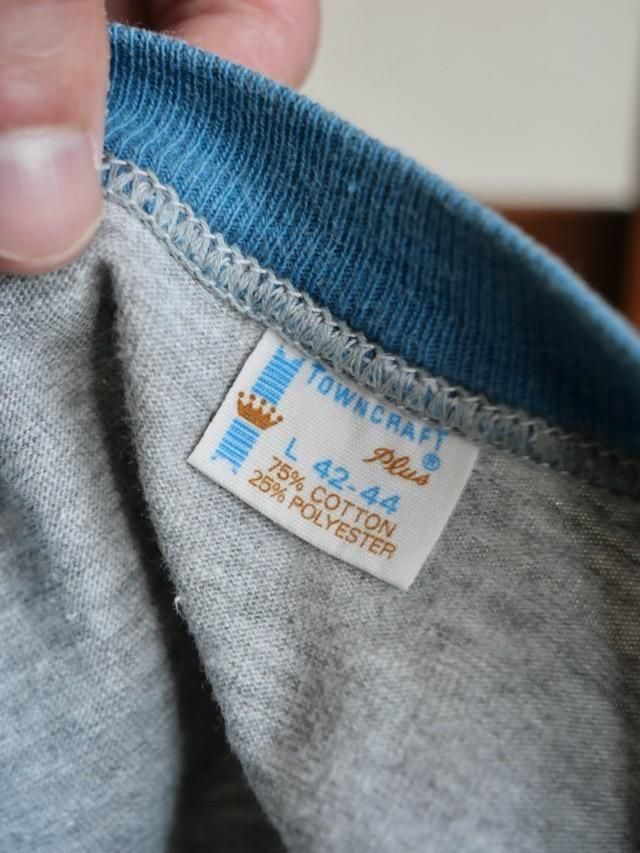 TOWNCRAFT
Plus®
L 42-44
75% COTTON
25% POLYESTER